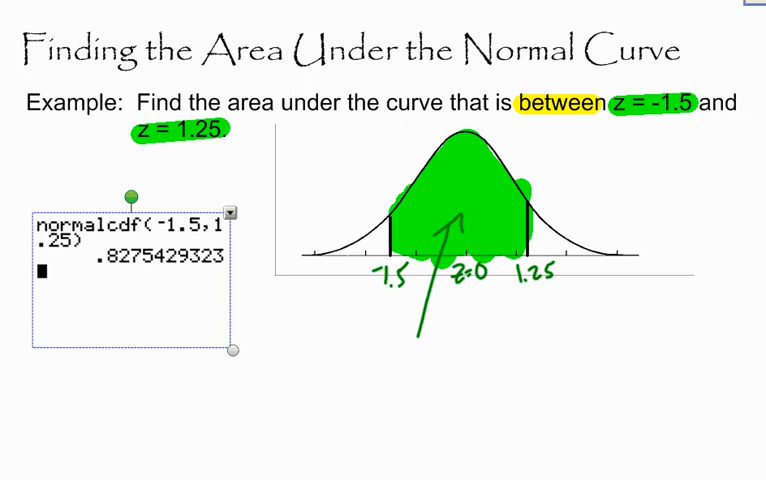 Finding the Area Under the Normal Curve
Example: Find the area under the curve that is between z = -1.5 and
z = 1.25.
normalcdf(-1.5,1
.25)
.8275429323
-1.5 z=0 1.25